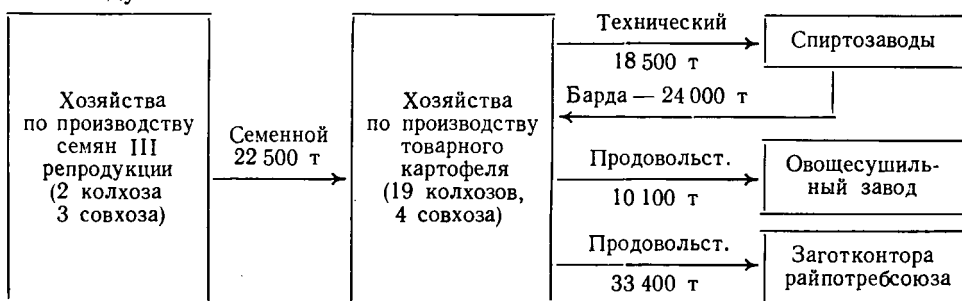 ду
Хозяйства
по производству
семян III
репродукции
(2 колхоза
3 совхоза)
Семенной
22 500 т
Хозяйства
по производству
товарного
картофеля
(19 колхозов,
4 совхоза)
Технический
18 500 т
Спиртозаводы
Барда — 24 000 т
Продовольст.
10 100 т
Овощесушиль-
ный завод
Продовольст.
33 400 т
Заготконтора
райпотребсоюза